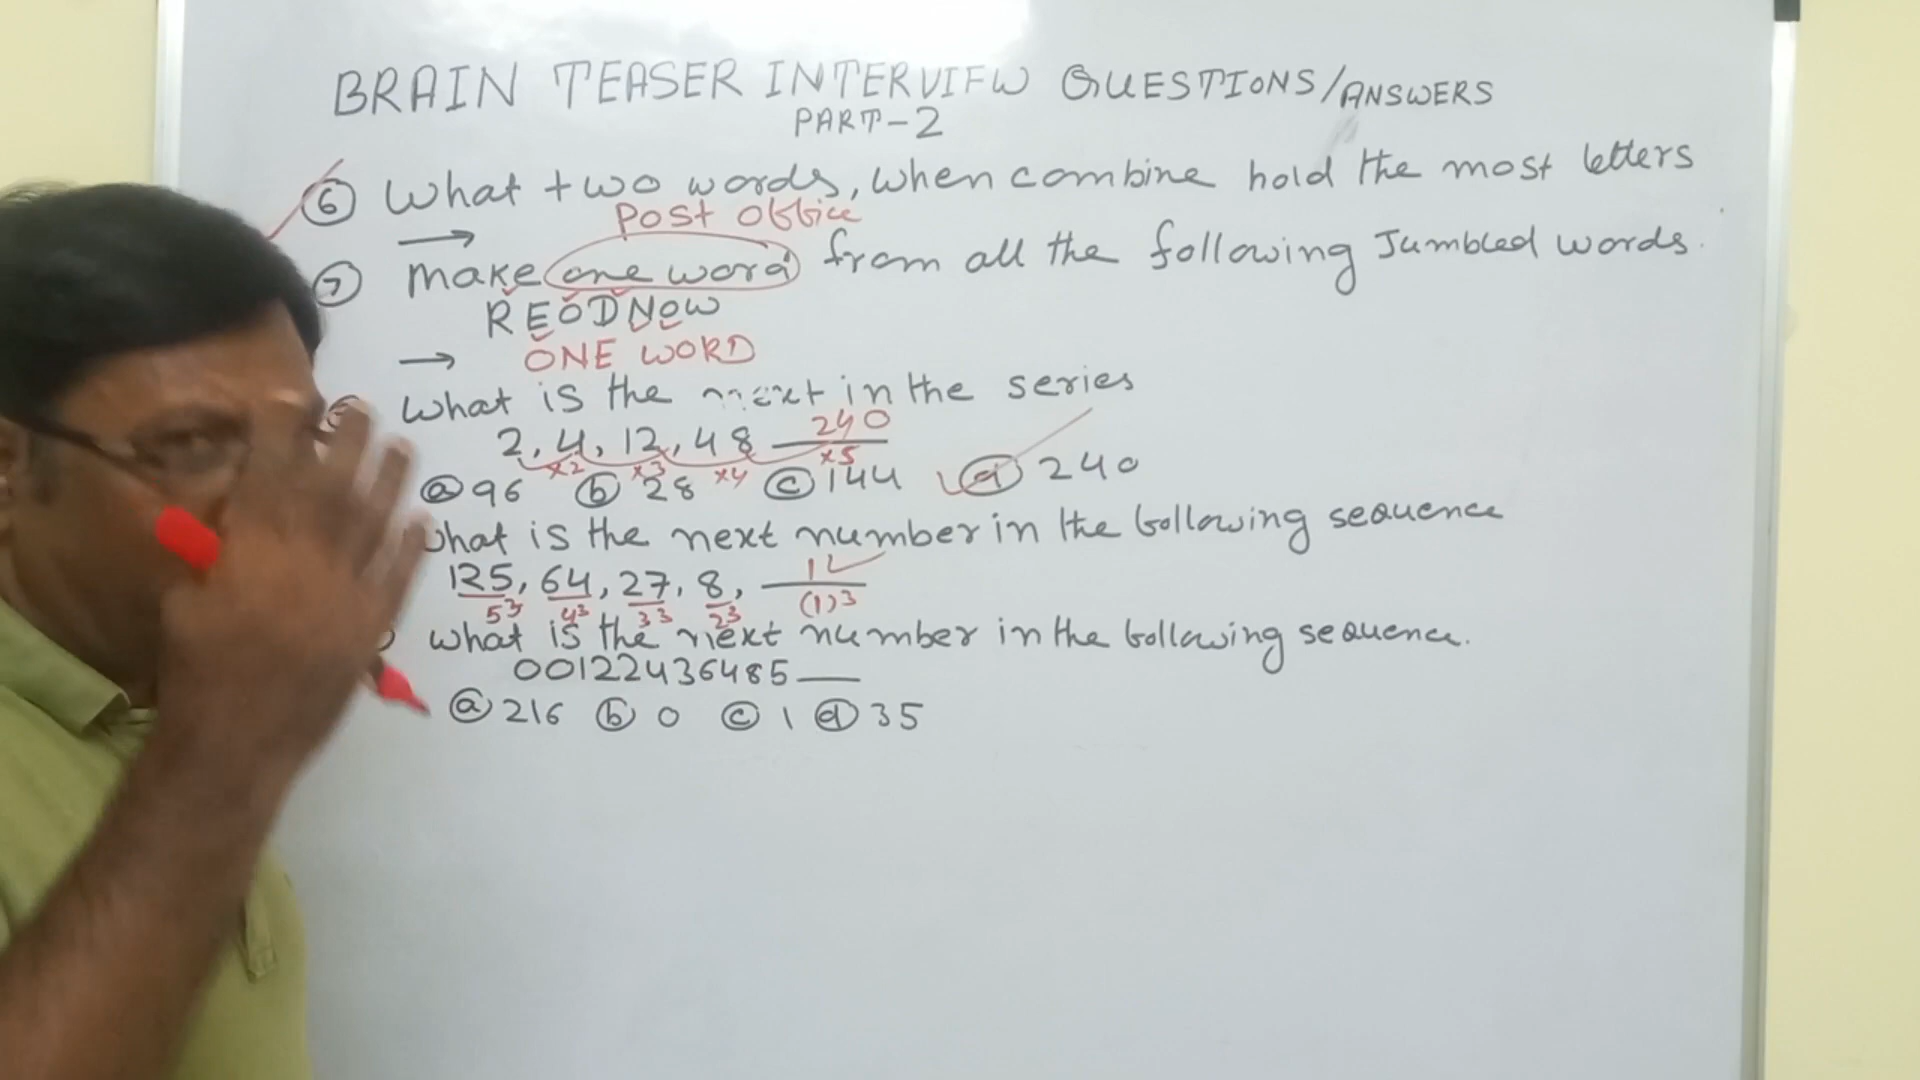 BRAIN TEASER INTERVIEW QUESTIONS/ANSWERS
PART-2
6 What two words, when combine hold the most letters
→ Post Office
7 Make one word from all the following Jumbled words.
REODNOW
→ ONE WORD
What is the next in the series
2, 4, 12, 48 240
x2 x3 x4 x5
a 96 b 28 c 144 d 240
What is the next number in the following sequence
125, 64, 27, 8, 1
5³ 4³ 3³ 2³ (1)³
What is the next number in the following sequence.
00122436485
a 216 b 0 c 1 d 35